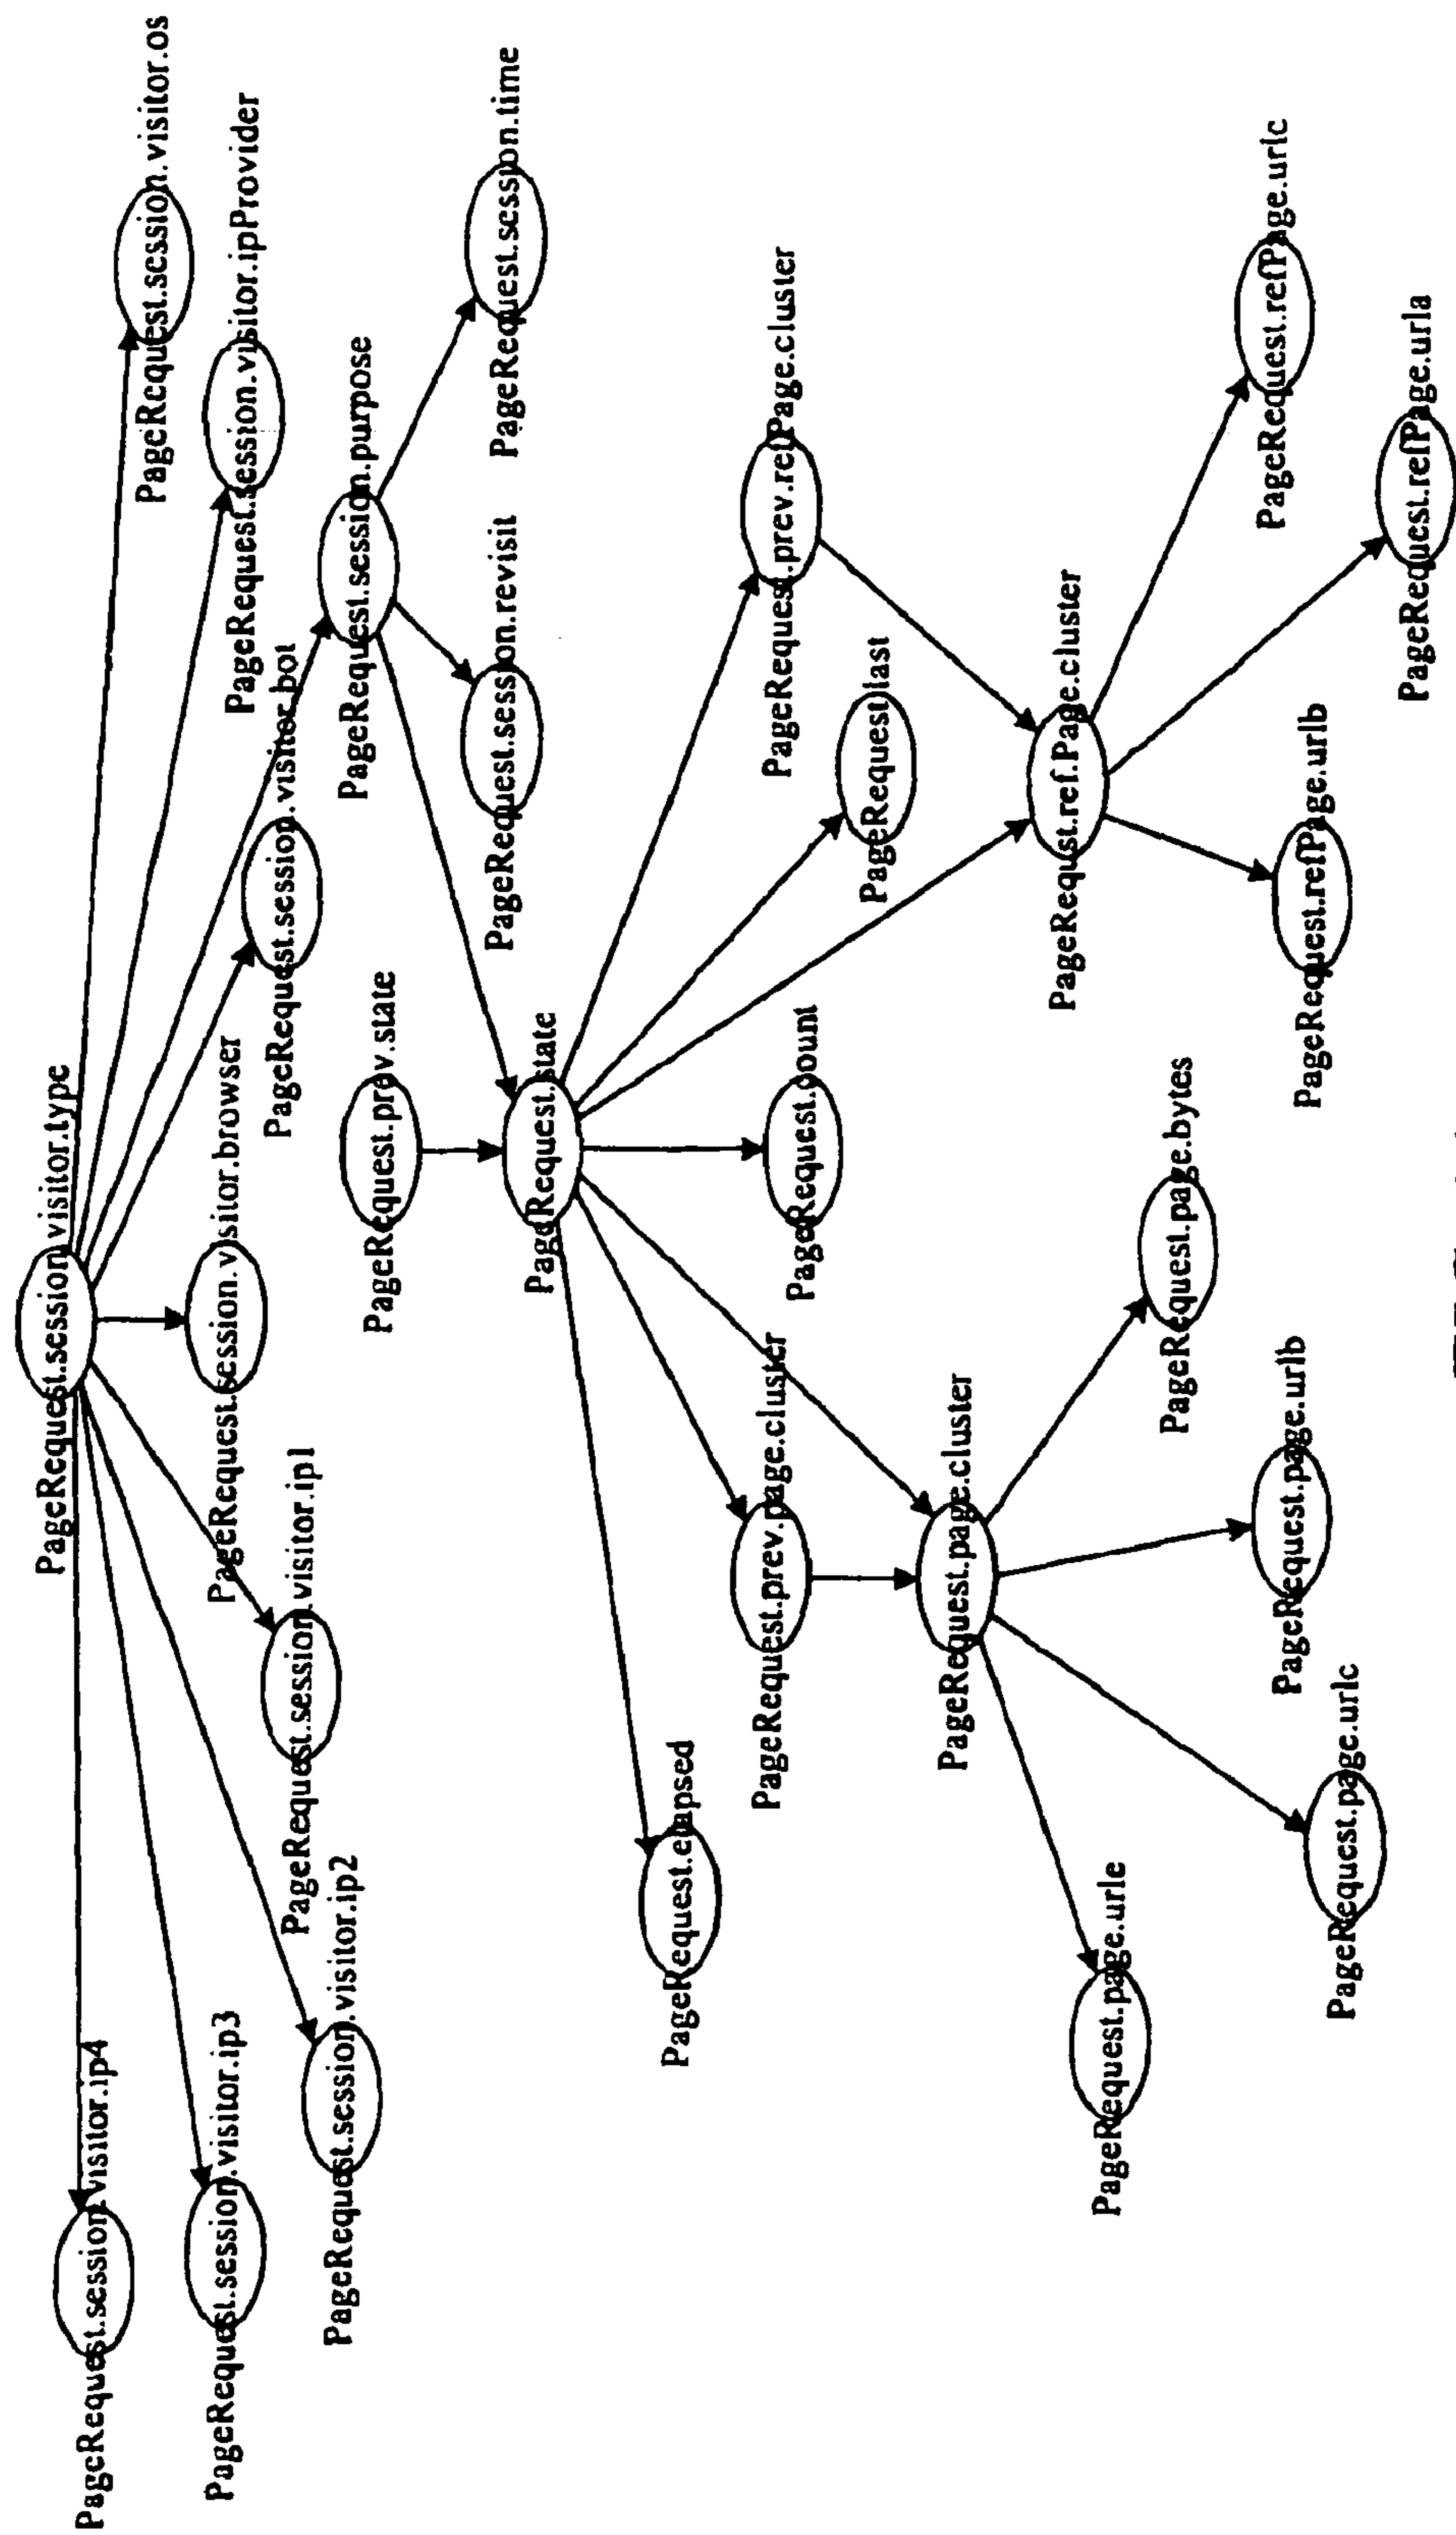 PageRequest.session.visitor.type
PageRequest.session.visitor.ip4
PageRequest.session.visitor.os
PageRequest.session.visitor.ip3
PageRequest.session.visitor.browser
PageRequest.session.visitor.ipProvider
PageRequest.session.visitor.ip1
PageRequest.session.visitor.bot
PageRequest.session.visitor.ip2
PageRequest.session.purpose
PageRequest.prev.state
PageRequest.session.revisit
PageRequest.session.time
PageRequest.state
PageRequest.elapsed
PageRequest.prev.page.cluster
PageRequest.count
PageRequest.last
PageRequest.prev.refPage.cluster
PageRequest.page.cluster
PageRequst.ref.Page.cluster
PageRequest.page.urle
PageRequest.page.bytes
PageRequest.page.urlb
PageRequest.refPage.urlb
PageRequest.refPage.urlc
PageRequest.page.urlc
PageRequest.refPage.urla